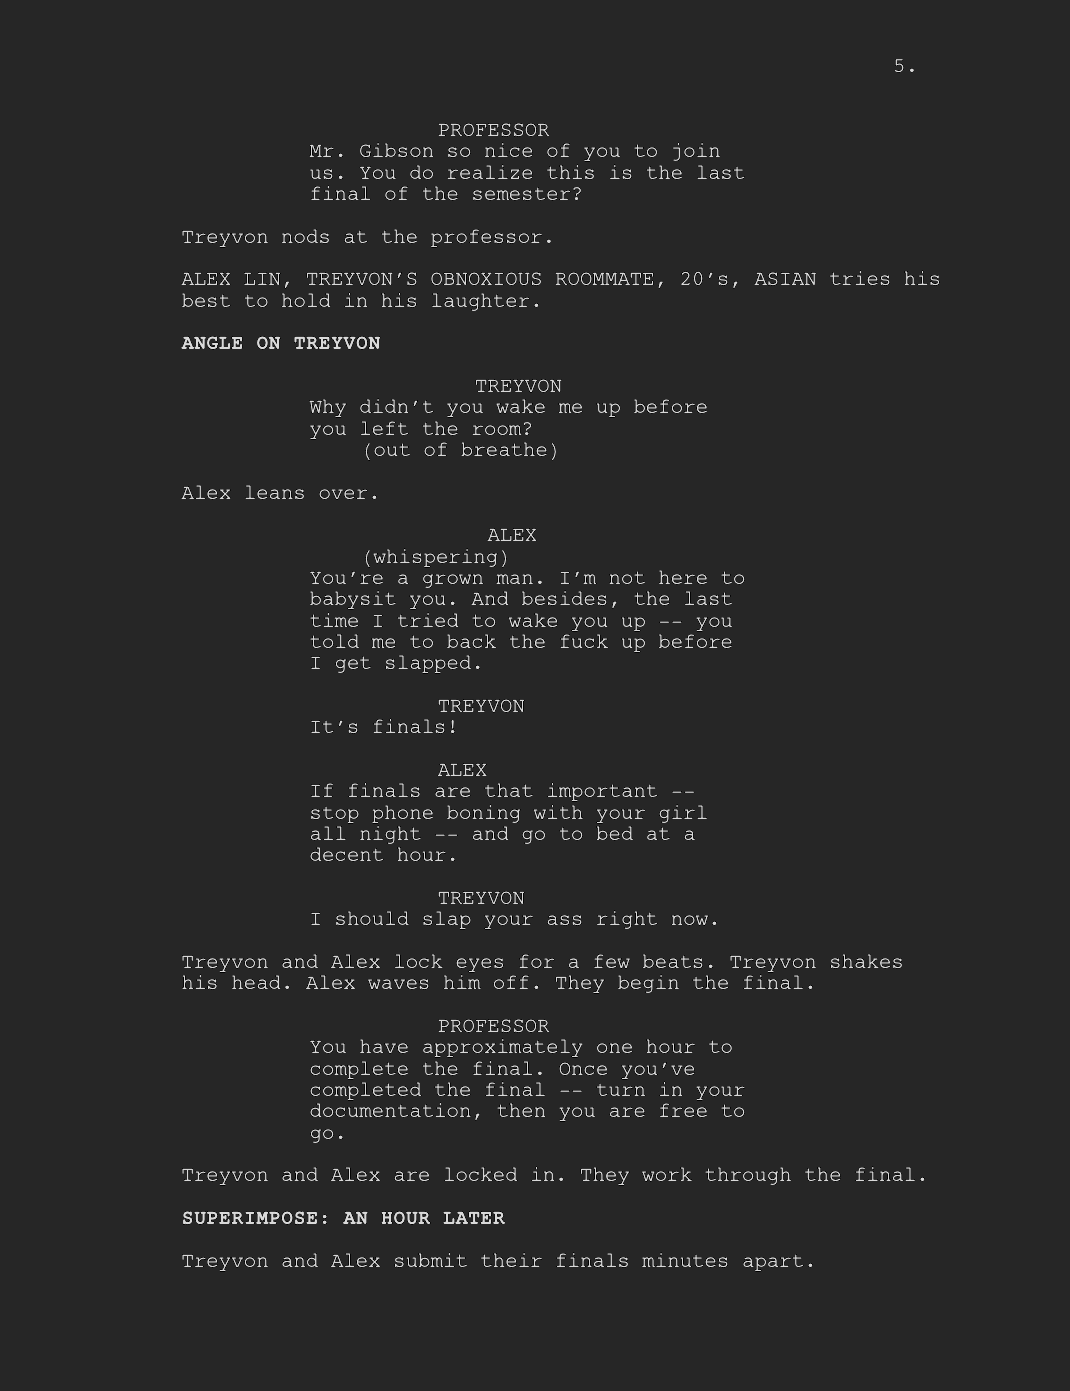 5.
PROFESSOR
Mr. Gibson so nice of you to join
us. You do realize this is the last
final of the semester?
Treyvon nods at the professor.
ALEX LIN, TREYVON’S OBNOXIOUS ROOMMATE, 20’s, ASIAN tries his
best to hold in his laughter.
ANGLE ON TREYVON
TREYVON
Why didn’t you wake me up before
you left the room?
(out of breathe)
Alex leans over.
ALEX
(whispering)
You’re a grown man. I’m not here to
babysit you. And besides, the last
time I tried to wake you up -- you
told me to back the fuck up before
I get slapped.
TREYVON
It’s finals!
ALEX
If finals are that important --
stop phone boning with your girl
all night -- and go to bed at a
decent hour.
TREYVON
I should slap your ass right now.
Treyvon and Alex lock eyes for a few beats. Treyvon shakes
his head. Alex waves him off. They begin the final.
PROFESSOR
You have approximately one hour to
complete the final. Once you’ve
completed the final -- turn in your
documentation, then you are free to
go.
Treyvon and Alex are locked in. They work through the final.
SUPERIMPOSE: AN HOUR LATER
Treyvon and Alex submit their finals minutes apart.